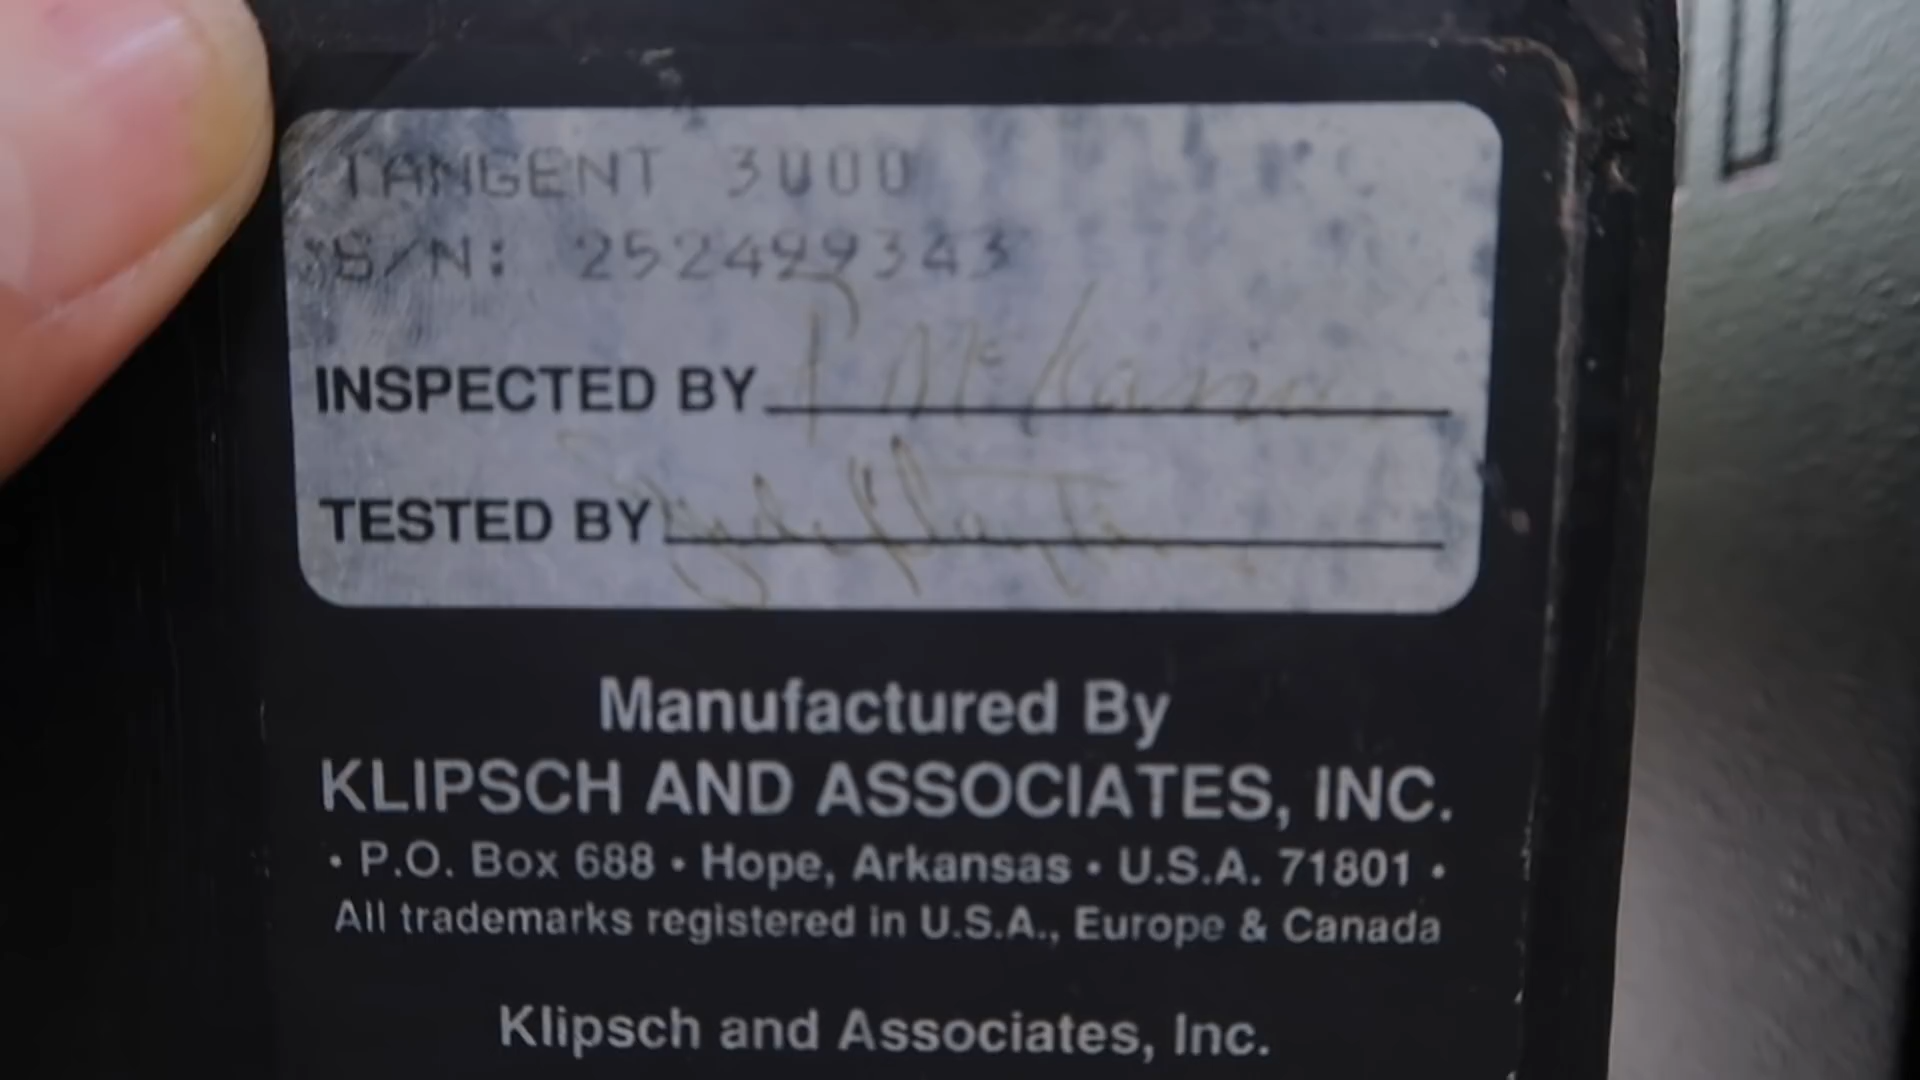 TANGENT 3000
S/N: 252499343
INSPECTED BY
TESTED BY
Manufactured By
KLIPSCH AND ASSOCIATES, INC.
• P.O. Box 688 • Hope, Arkansas • U.S.A. 71801 •
All trademarks registered in U.S.A., Europe & Canada
Klipsch and Associates, Inc.